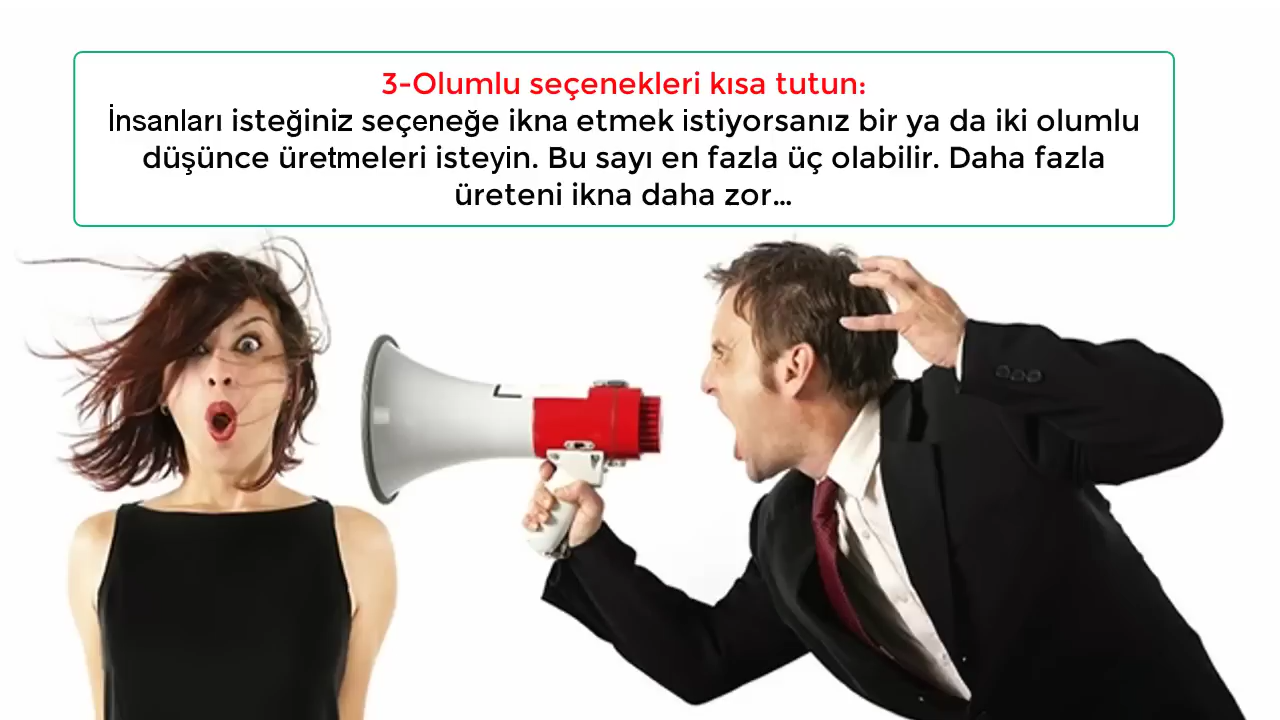 3-Olumlu seçenekleri kısa tutun:
İnsanları isteğiniz seçeneğe ikna etmek istiyorsanız bir ya da iki olumlu
düşünce üretmeleri isteyin. Bu sayı en fazla üç olabilir. Daha fazla
üreteni ikna daha zor...